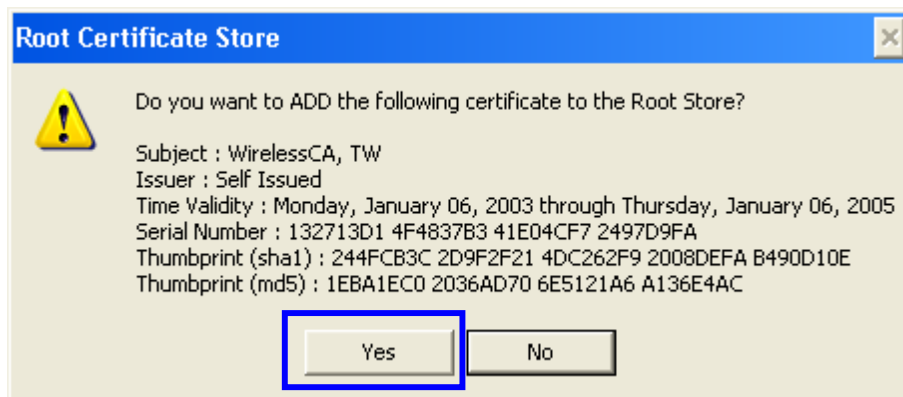 Root Certificate Store
Do you want to ADD the following certificate to the Root Store?
Subject : WirelessCA, TW
Issuer : Self Issued
Time Validity : Monday, January 06, 2003 through Thursday, January 06, 2005
Serial Number : 132713D1 4F4837B3 41E04CF7 2497D9FA
Thumbprint (sha1) : 244FCB3C 2D9F2F21 4DC262F9 2008DEFA B490D10E
Thumbprint (md5) : 1EBA1EC0 2036AD70 6E5121A6 A136E4AC
Yes No